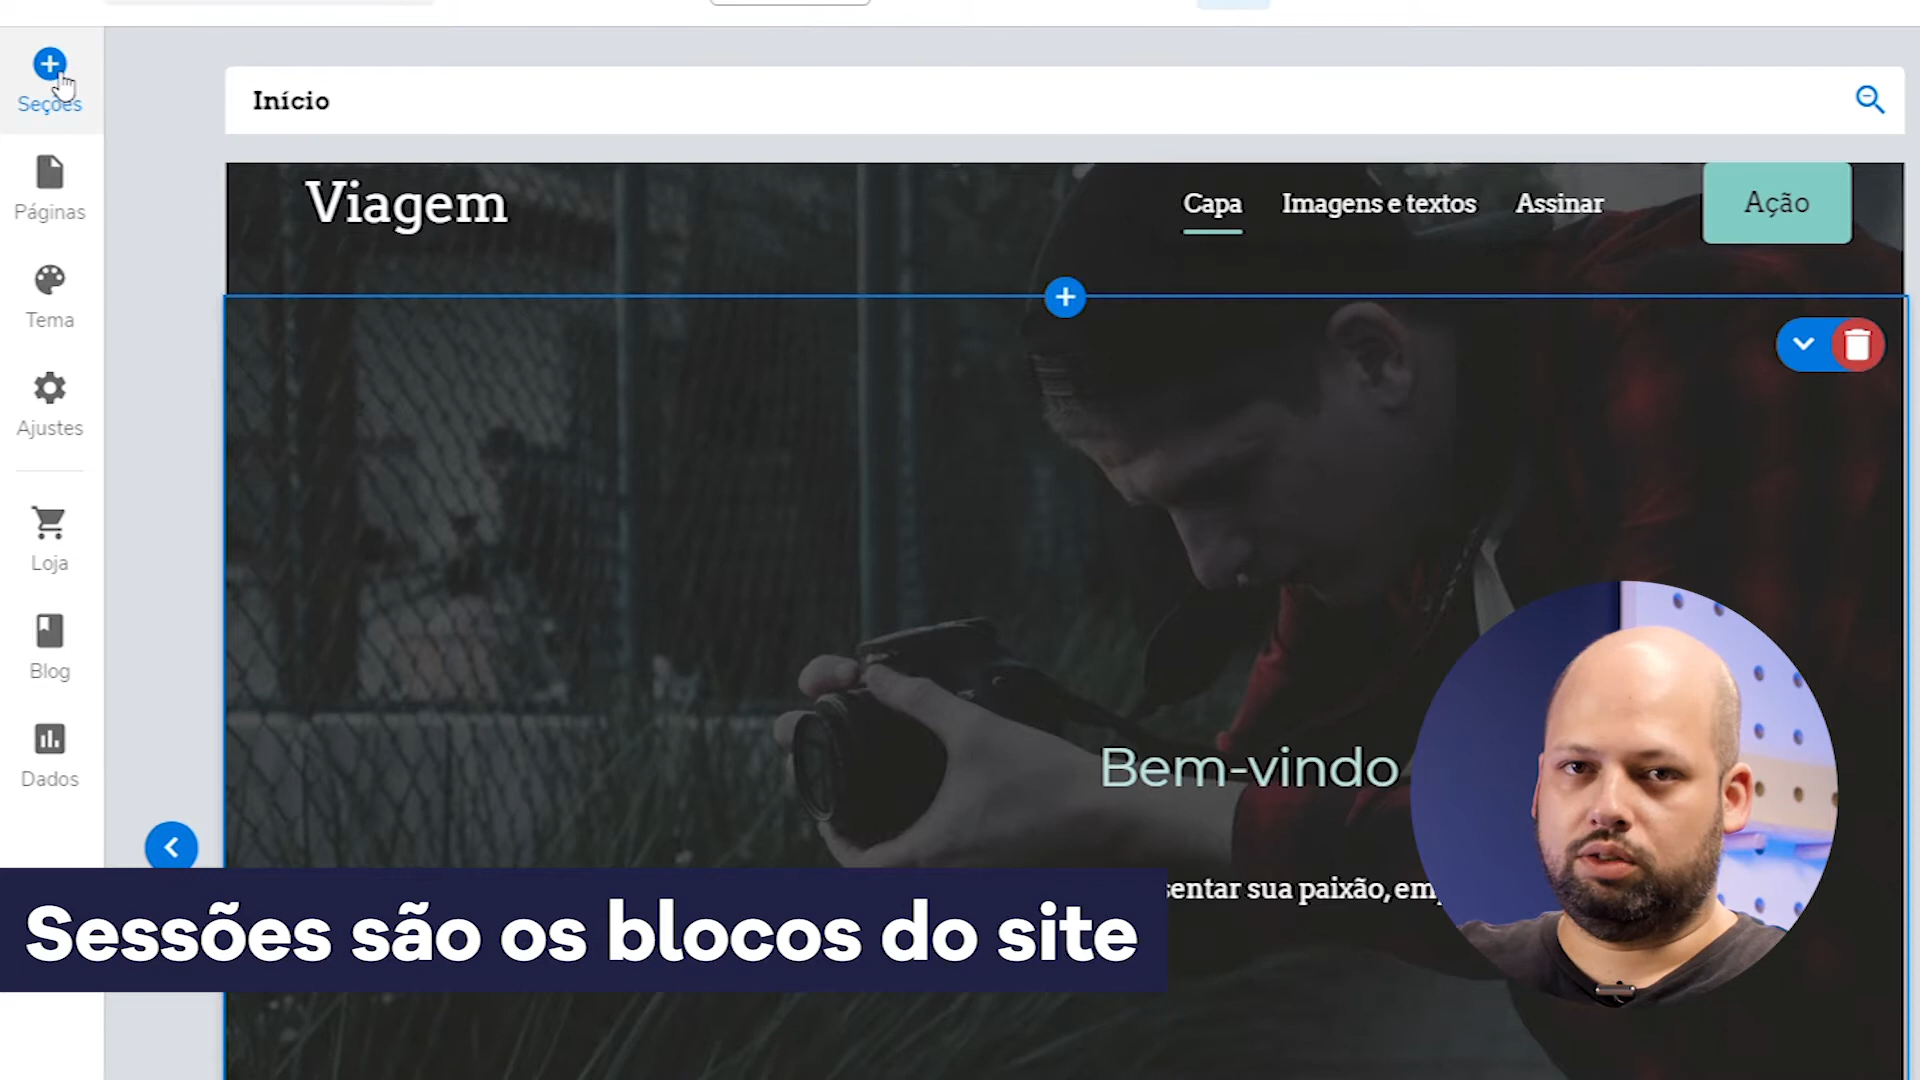 Seções
Páginas
Tema
Ajustes
Loja
Blog
Dados
Início
Viagem
Capa
Imagens e textos
Assinar
Ação
Bem-vindo
sentar sua paixão, em
Sessões são os blocos do site